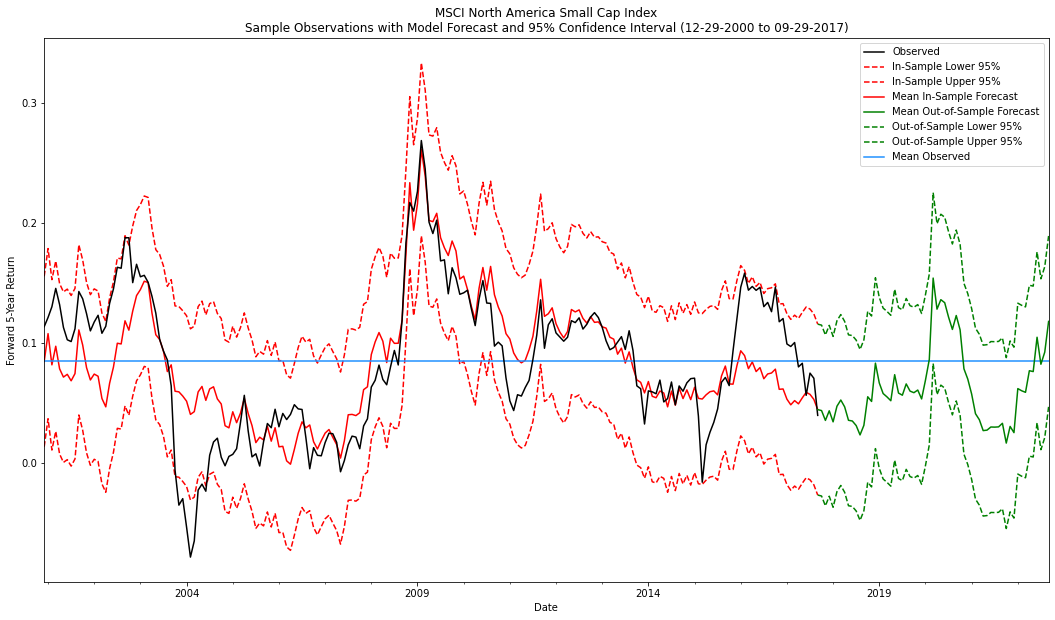 MSCI North America Small Cap Index
Sample Observations with Model Forecast and 95% Confidence Interval (12-29-2000 to 09-29-2017)
Observed
In-Sample Lower 95%
In-Sample Upper 95%
Mean In-Sample Forecast
Mean Out-of-Sample Forecast
Out-of-Sample Lower 95%
Out-of-Sample Upper 95%
Mean Observed
Forward 5-Year Return
0.3
0.2
0.1
0.0
2004
2009
2014
2019
Date